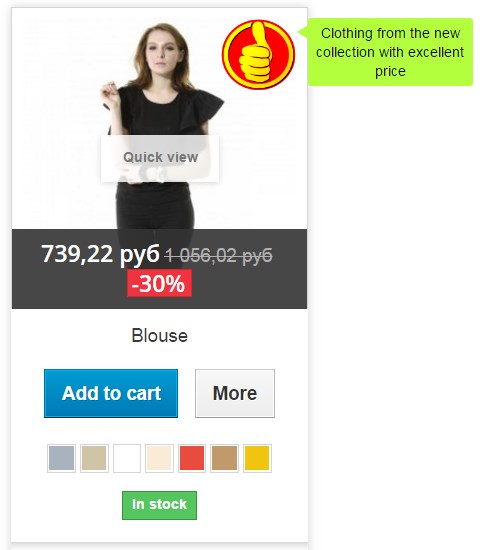 Clothing from the new
collection with excellent
price
Quick view
739,22 руб 1 056,02 руб
-30%
Blouse
Add to cart More
In stock